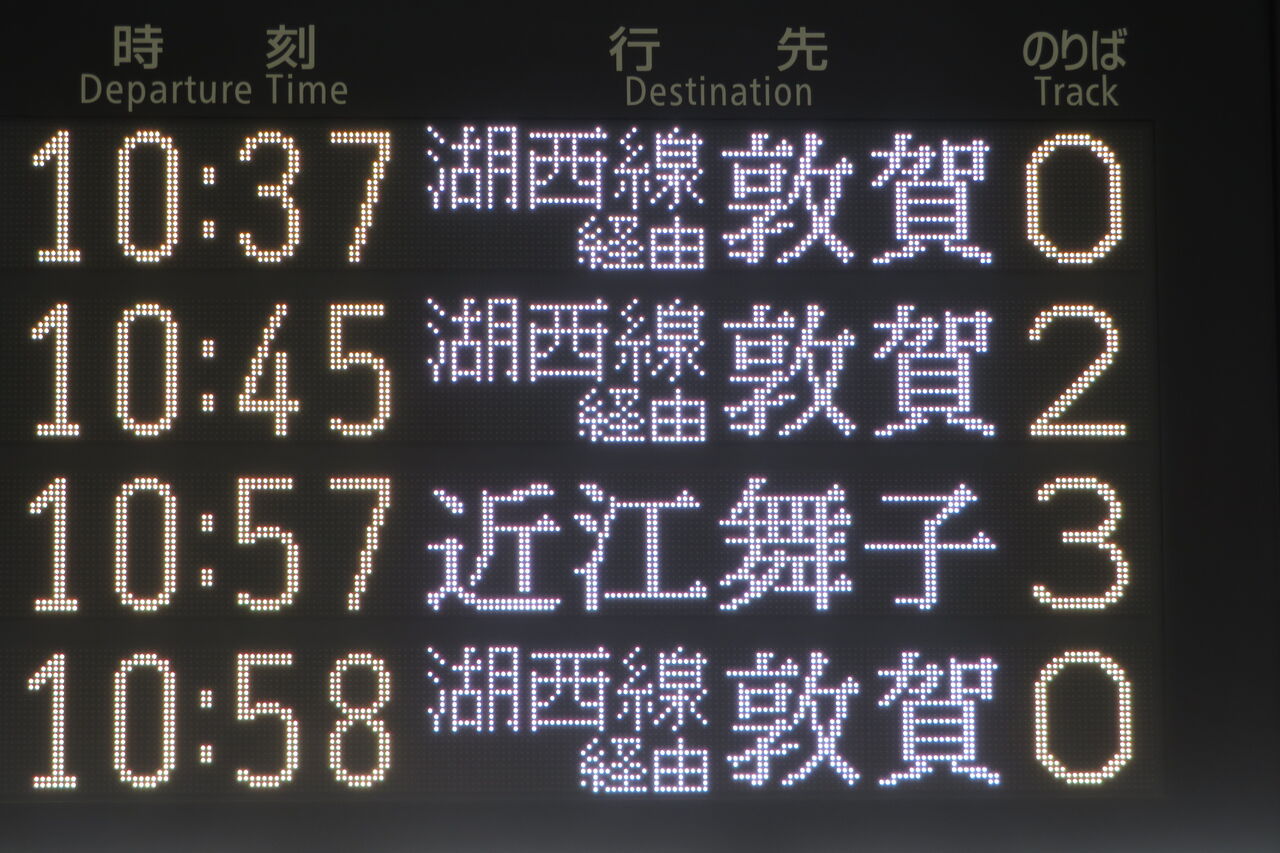 時刻 行先 のりば
Departure Time Destination Track
10:37 湖西線経由 敦賀 0
10:45 湖西線経由 敦賀 2
10:57 近江舞子 3
10:58 湖西線経由 敦賀 0